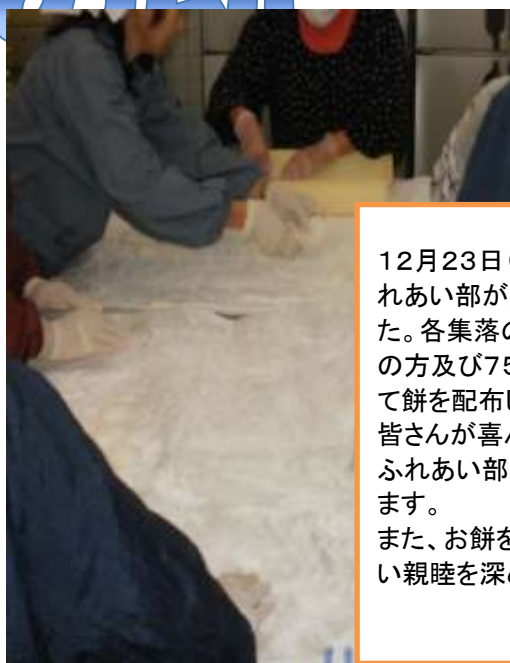 12月23日(
れあい部が
た。各集落の
の方及び75
て餅を配布し
皆さんが喜ん
ふれあい部
ます。
また、お餅を
い親睦を深め